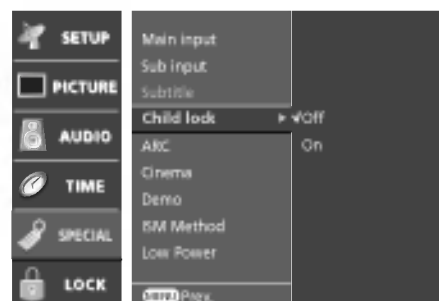 SETUP
PICTURE
AUDIO
TIME
SPECIAL
LOCK
Main input
Sub input
Subtitle
Child lock ▶ √Off
ARC On
Cinema
Demo
ISM Method
Low Power
MENU Prev.